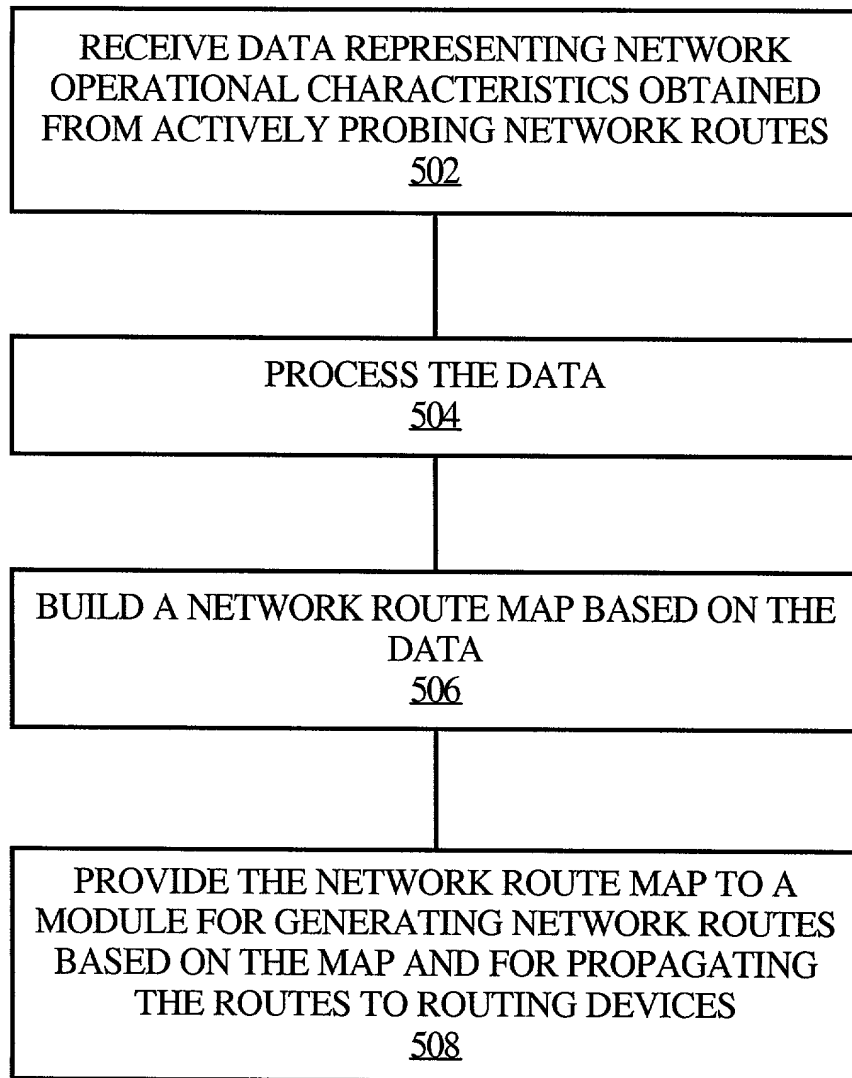 RECEIVE DATA REPRESENTING NETWORK
OPERATIONAL CHARACTERISTICS OBTAINED
FROM ACTIVELY PROBING NETWORK ROUTES
502
PROCESS THE DATA
504
BUILD A NETWORK ROUTE MAP BASED ON THE
DATA
506
PROVIDE THE NETWORK ROUTE MAP TO A
MODULE FOR GENERATING NETWORK ROUTES
BASED ON THE MAP AND FOR PROPAGATING
THE ROUTES TO ROUTING DEVICES
508